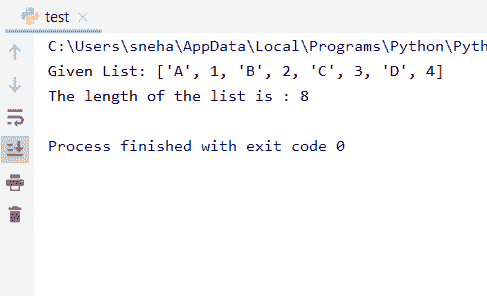 test
C:\Users\sneha\AppData\Local\Programs\Python\Pyth
Given List: ['A', 1, 'B', 2, 'C', 3, 'D', 4]
The length of the list is : 8
Process finished with exit code 0